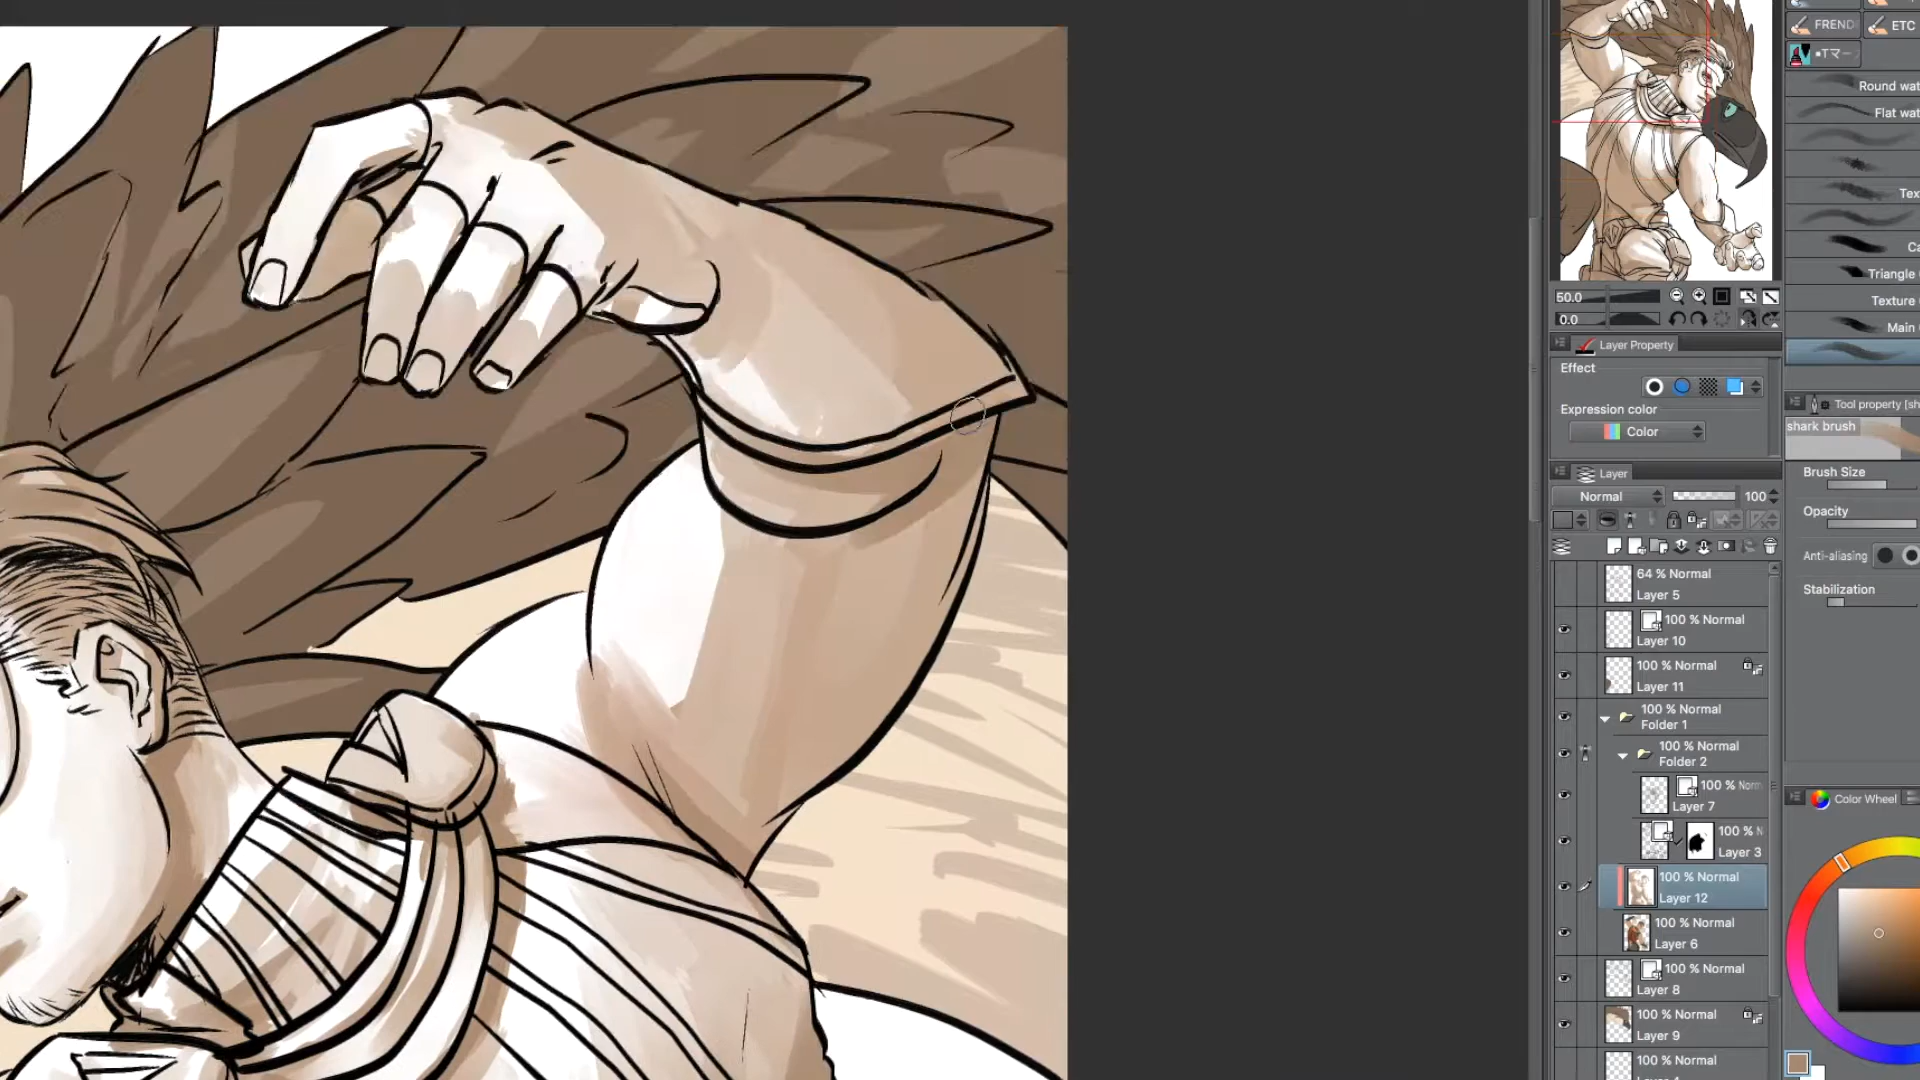 FREND
ETC
Round wat
Flat wat
Tex
Ca
Triangle
Texture
Main
50.0
0.0
Layer Property
Effect
Expression color
Color
Tool property [sh
shark brush
Brush Size
Opacity
Anti-aliasing
Stabilization
Layer
Normal
100
64 % Normal
Layer 5
100 % Normal
Layer 10
100 % Normal
Layer 11
100 % Normal
Folder 1
100 % Normal
Folder 2
100 % Norm
Layer 7
100 % N
Layer 3
100 % Normal
Layer 12
100 % Normal
Layer 6
100 % Normal
Layer 8
100 % Normal
Layer 9
100 % Normal
Color Wheel